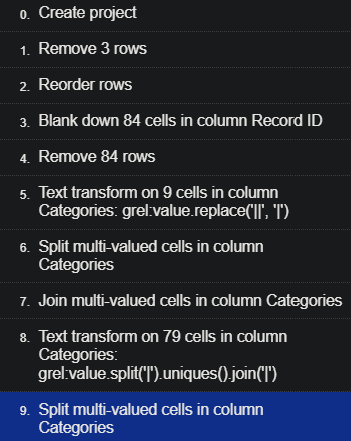 0. Create project
1. Remove 3 rows
2. Reorder rows
3. Blank down 84 cells in column Record ID
4. Remove 84 rows
5. Text transform on 9 cells in column
Categories: grel:value.replace('||', '|')
6. Split multi-valued cells in column
Categories
7. Join multi-valued cells in column Categories
8. Text transform on 79 cells in column
Categories:
grel:value.split('|').uniques().join('|')
9. Split multi-valued cells in column
Categories